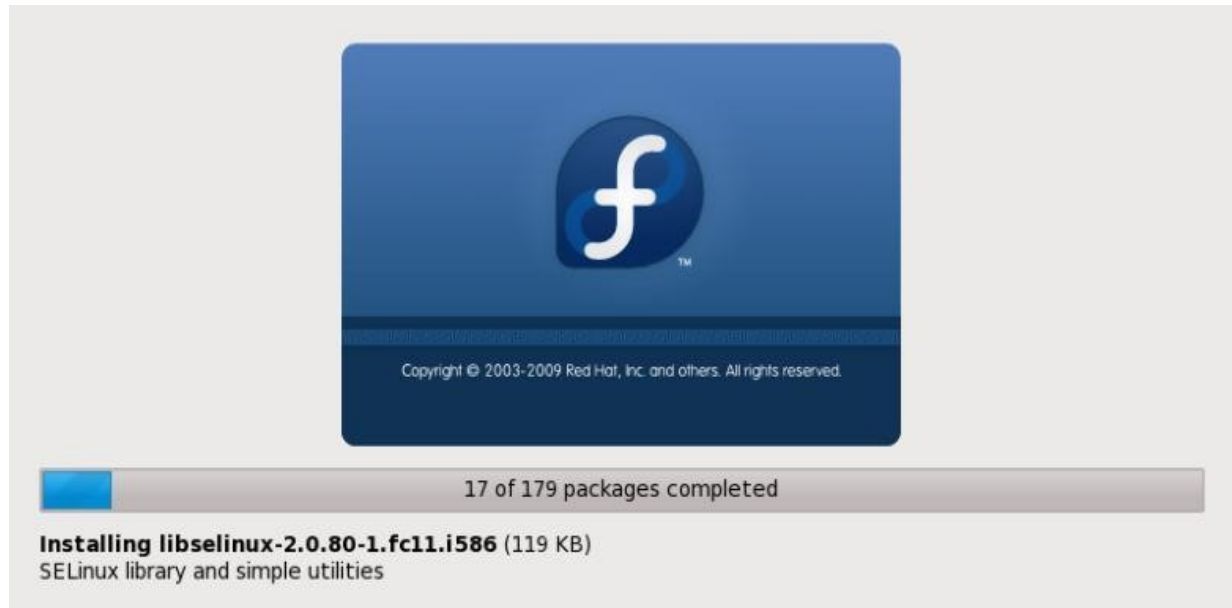 TM
Copyright © 2003-2009 Red Hat, Inc. and others. All rights reserved.
17 of 179 packages completed
Installing libselinux-2.0.80-1.fc11.i586 (119 KB)
SELinux library and simple utilities